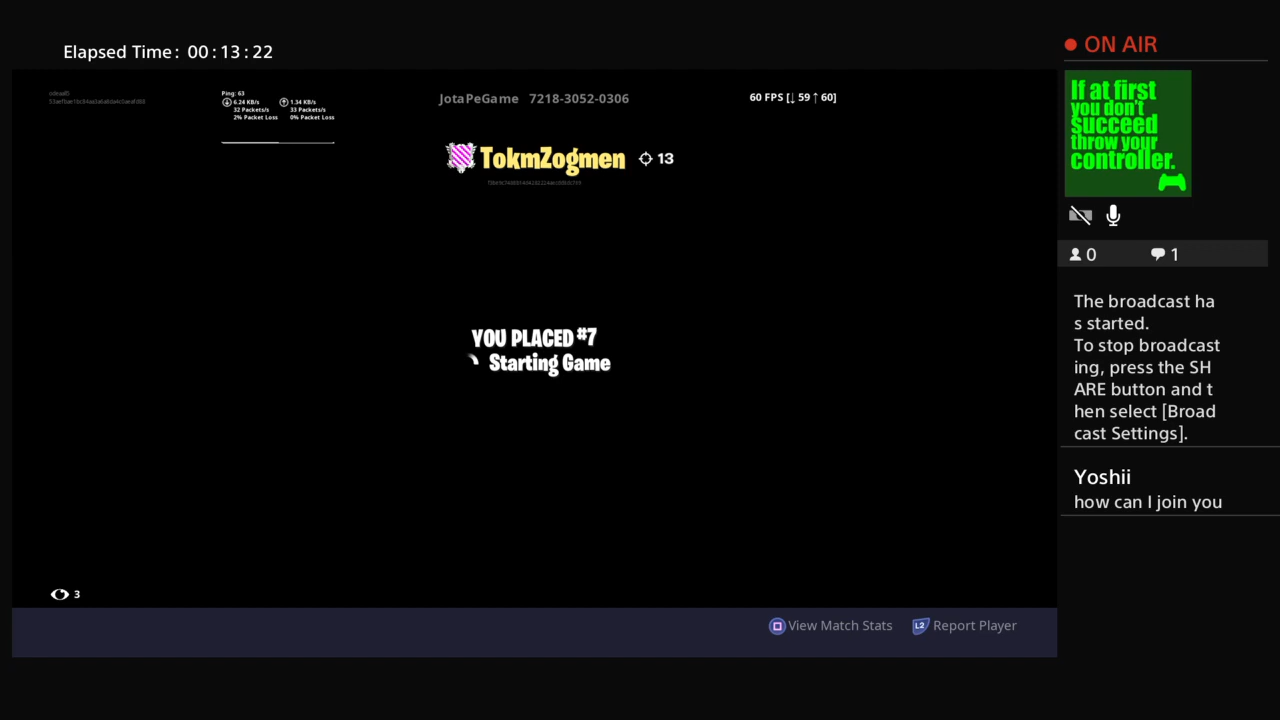 Elapsed Time: 00:13:22
ON AIR
Ping: 63
6.24 KB/s
32 Packets/s
2% Packet Loss
1.34 KB/s
33 Packets/s
0% Packet Loss
JotaPeGame 7218-3052-0306
60 FPS [↓ 59 ↑ 60]
TokmZogmen 13
If at first
you don't
succeed
throw your
controller.
0
1
YOU PLACED #7
Starting Game
The broadcast ha
s started.
To stop broadcast
ing, press the SH
ARE button and t
hen select [Broad
cast Settings].
Yoshii
how can I join you
3
View Match Stats
L2 Report Player